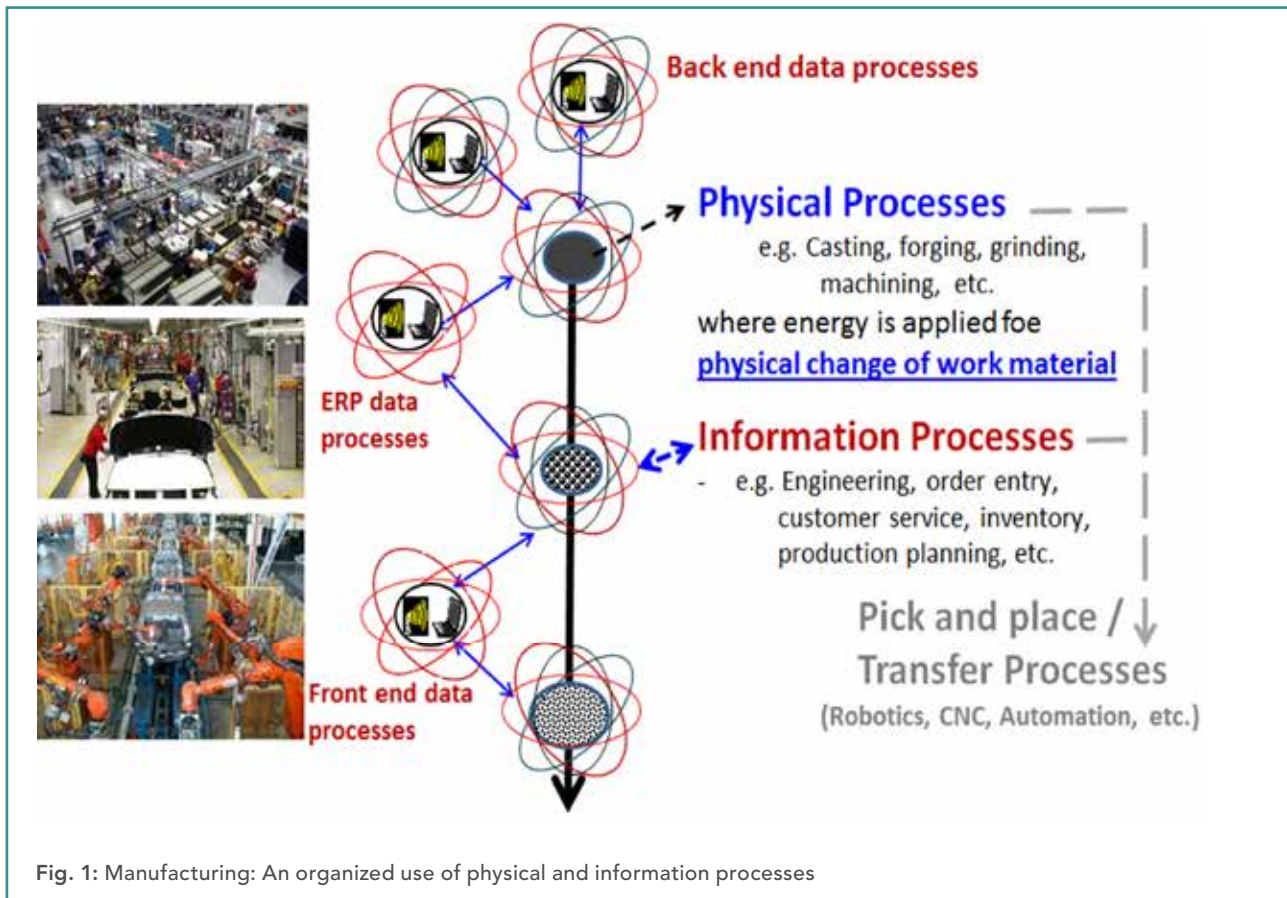 Back end data processes
Physical Processes
e.g. Casting, forging, grinding,
machining, etc.
where energy is applied foe
physical change of work material
ERP data
processes
Information Processes
- e.g. Engineering, order entry,
customer service, inventory,
production planning, etc.
Pick and place /
Transfer Processes
(Robotics, CNC, Automation, etc.)
Front end data
processes
Fig. 1: Manufacturing: An organized use of physical and information processes